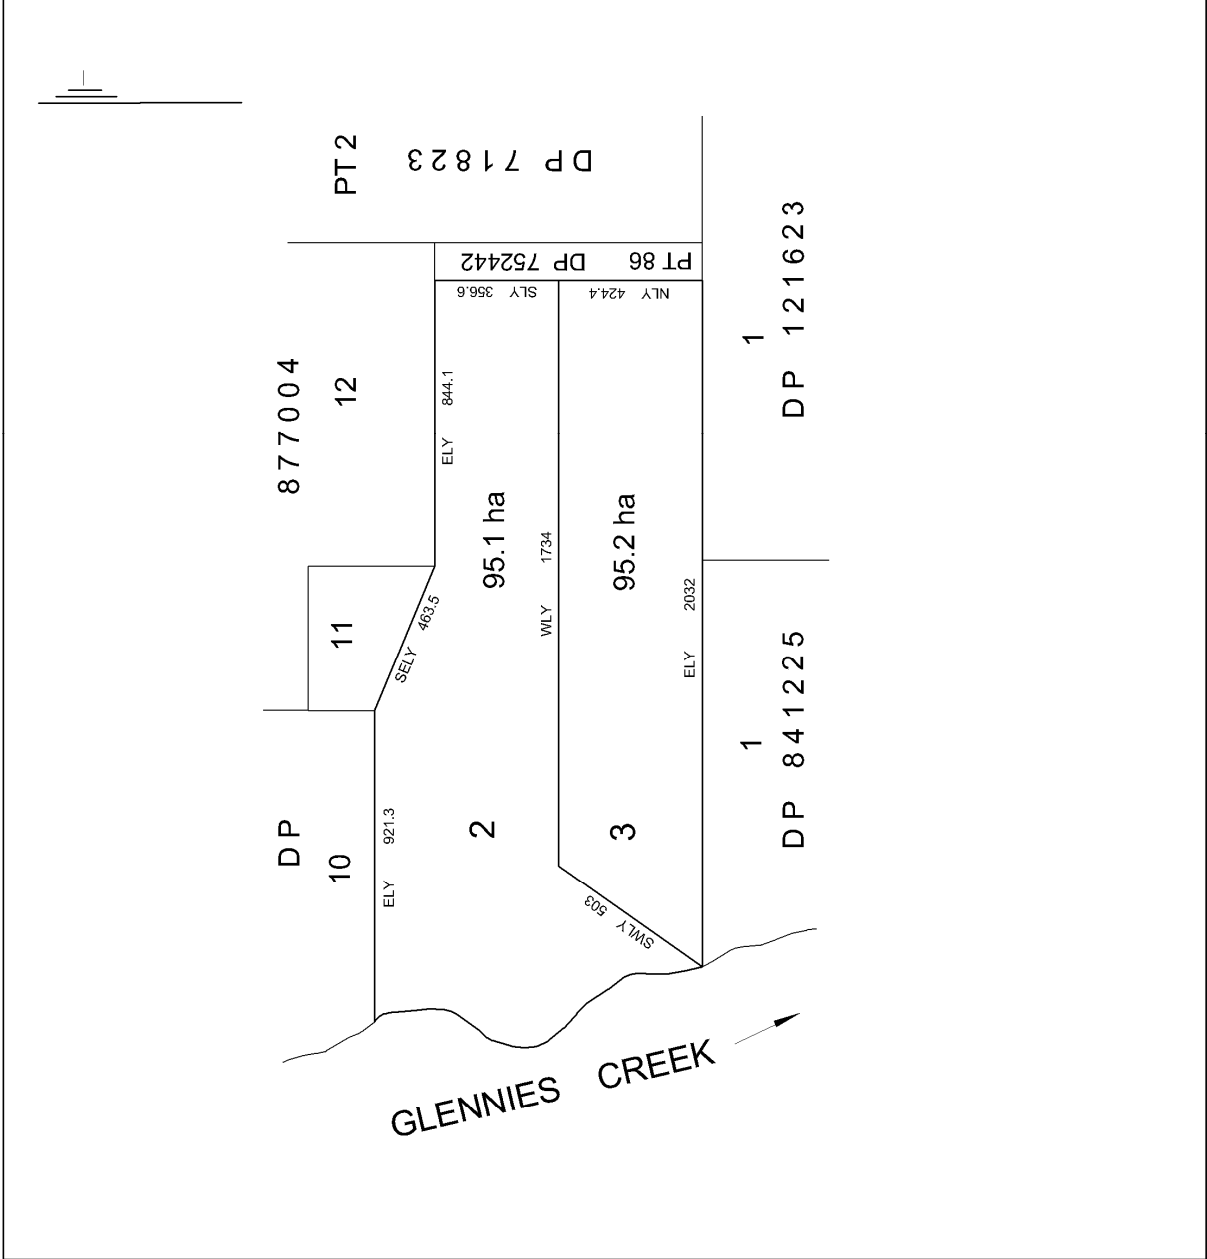 PT 2
DP 71823
PT 86
DP 752442
SLY 356.6
NLY 424.4
877004
12
ELY 844.1
DP 121623
1
95.1 ha
95.2 ha
WLY 1734
ELY 2032
11
SELY 463.5
DP 841225
1
DP
10
ELY 921.3
2
3
SWLY 503
GLENNIES CREEK